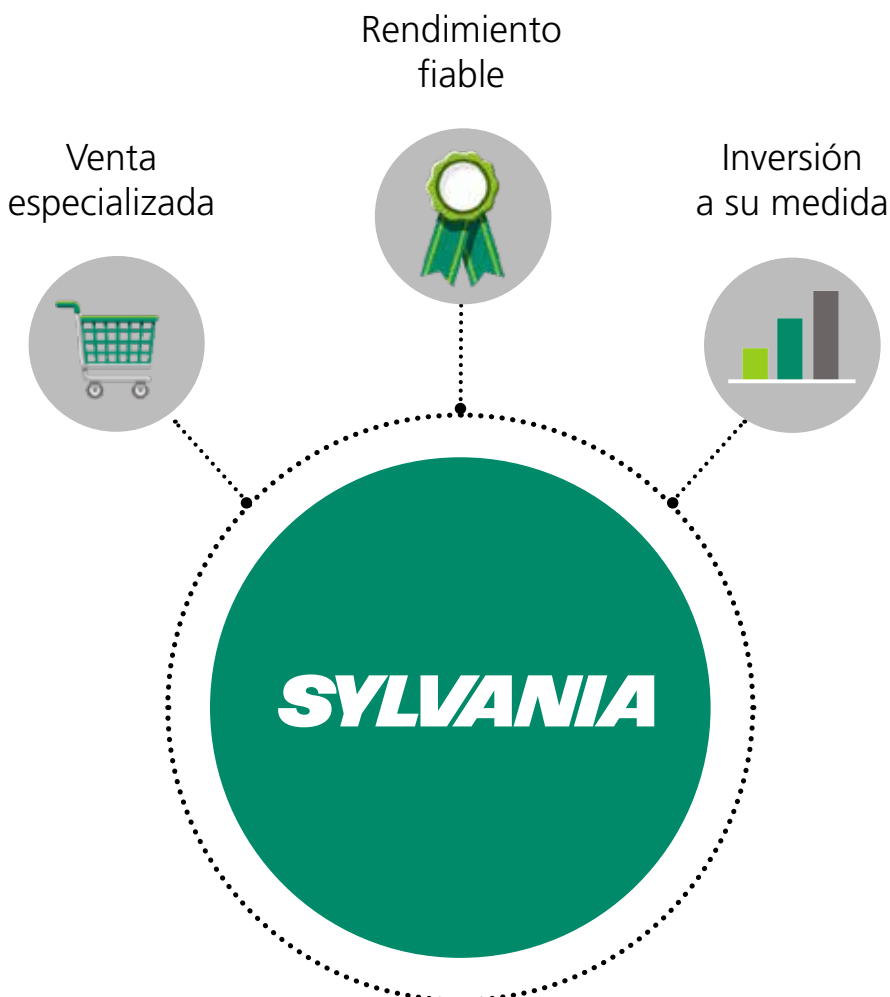 Rendimiento
fiable
Venta
especializada
Inversión
a su medida
SYLVANIA